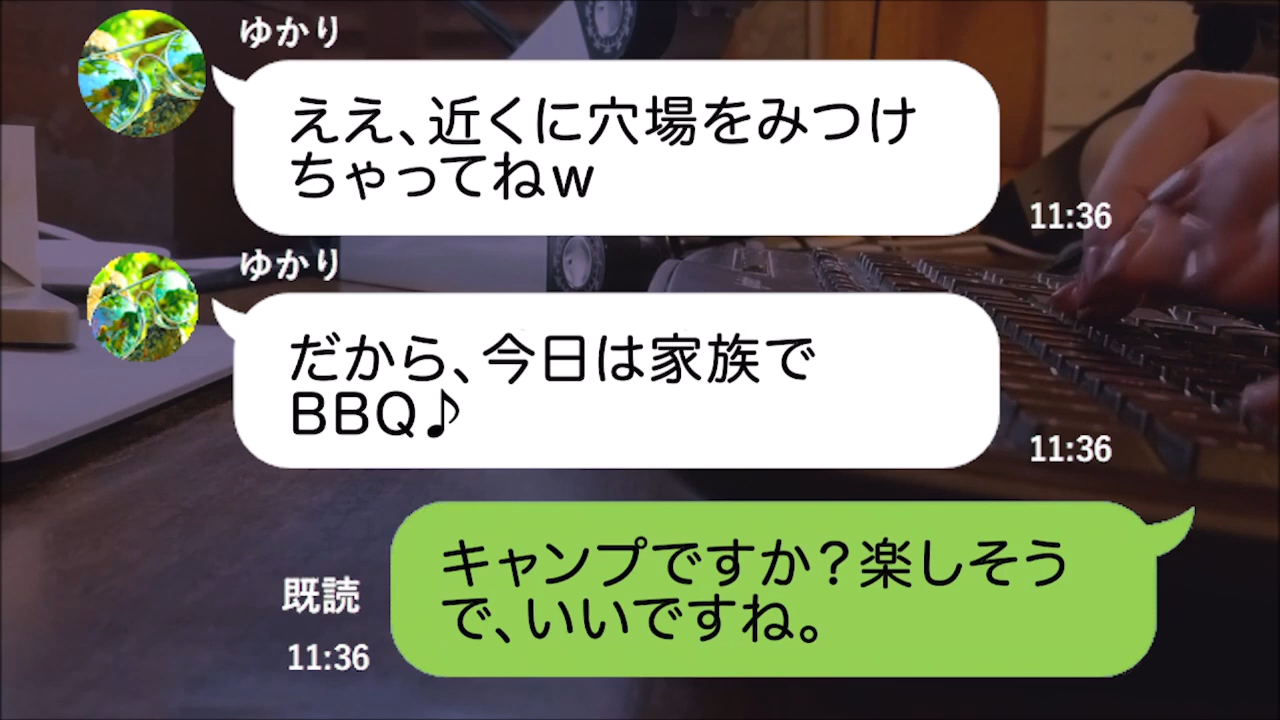 ゆかり
ええ、近くに穴場をみつけ
ちゃってねw
11:36
ゆかり
だから、今日は家族で
BBQ♪
11:36
キャンプですか?楽しそう
で、いいですね。
既読
11:36